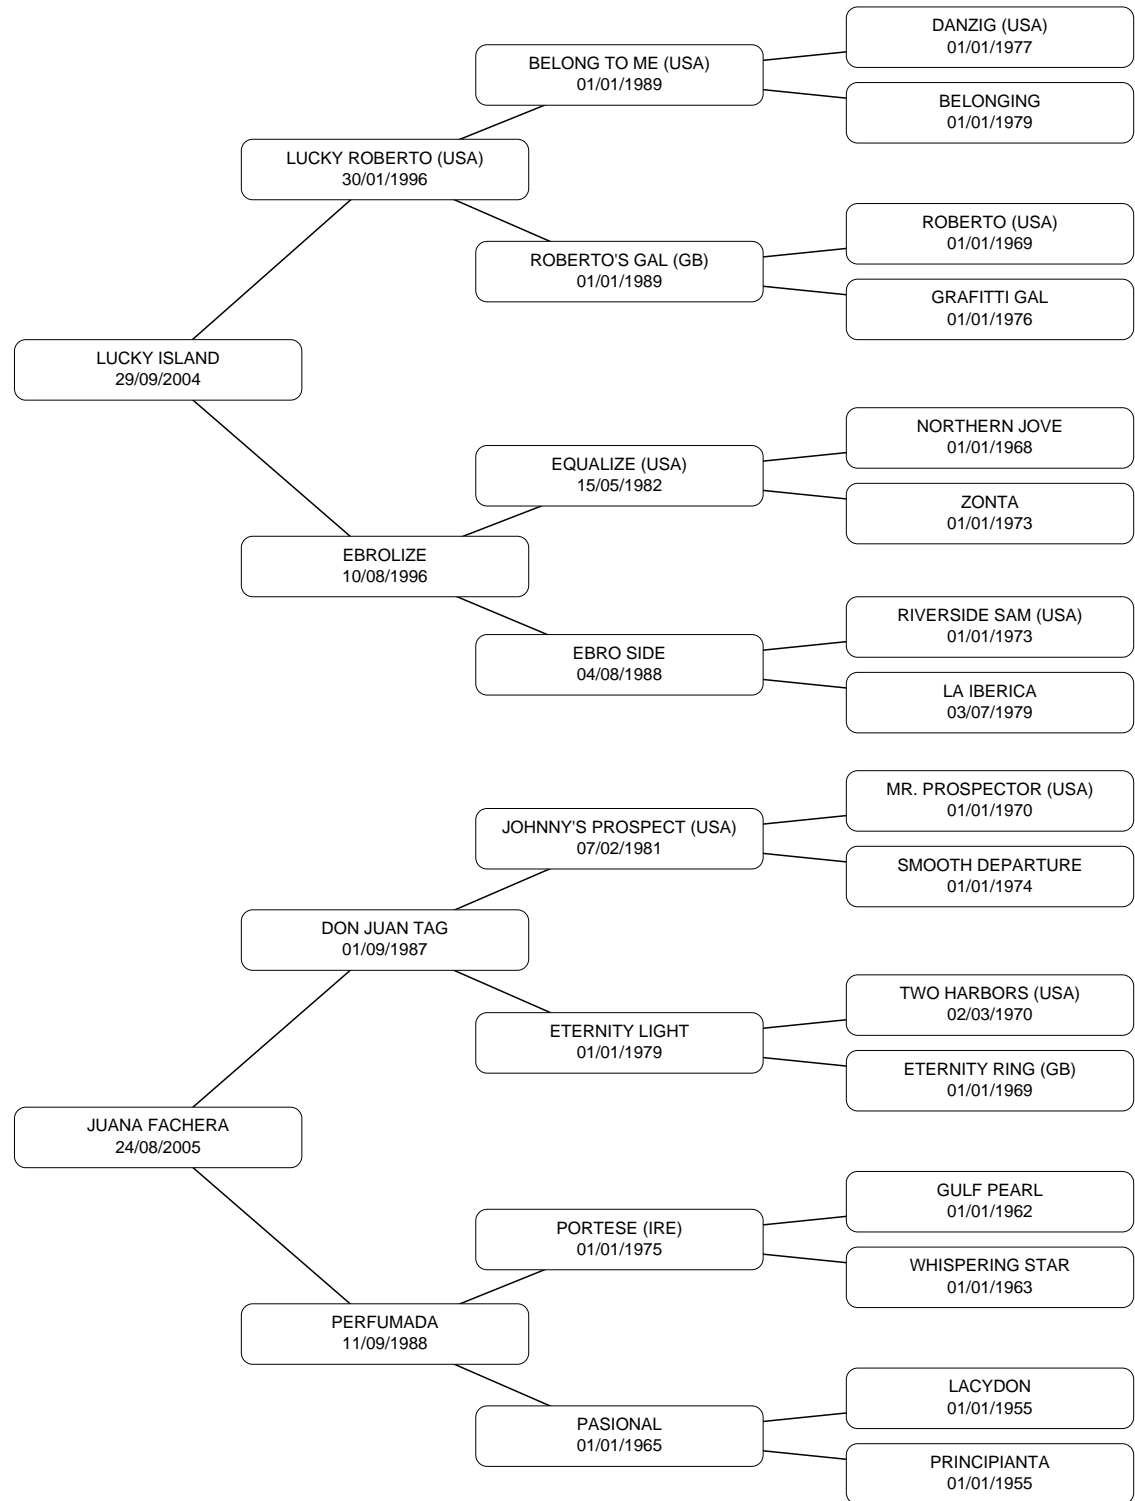 DANZIG (USA)
01/01/1977
BELONG TO ME (USA)
01/01/1989
BELONGING
01/01/1979
LUCKY ROBERTO (USA)
30/01/1996
ROBERTO (USA)
01/01/1969
ROBERTO'S GAL (GB)
01/01/1989
GRAFITTI GAL
01/01/1976
LUCKY ISLAND
29/09/2004
NORTHERN JOVE
01/01/1968
EQUALIZE (USA)
15/05/1982
ZONTA
01/01/1973
EBROLIZE
10/08/1996
RIVERSIDE SAM (USA)
01/01/1973
EBRO SIDE
04/08/1988
LA IBERICA
03/07/1979
MR. PROSPECTOR (USA)
01/01/1970
JOHNNY'S PROSPECT (USA)
07/02/1981
SMOOTH DEPARTURE
01/01/1974
DON JUAN TAG
01/09/1987
TWO HARBORS (USA)
02/03/1970
ETERNITY LIGHT
01/01/1979
ETERNITY RING (GB)
01/01/1969
JUANA FACHERA
24/08/2005
GULF PEARL
01/01/1962
PORTESE (IRE)
01/01/1975
WHISPERING STAR
01/01/1963
PERFUMADA
11/09/1988
LACYDON
01/01/1955
PASIONAL
01/01/1965
PRINCIPIANTA
01/01/1955